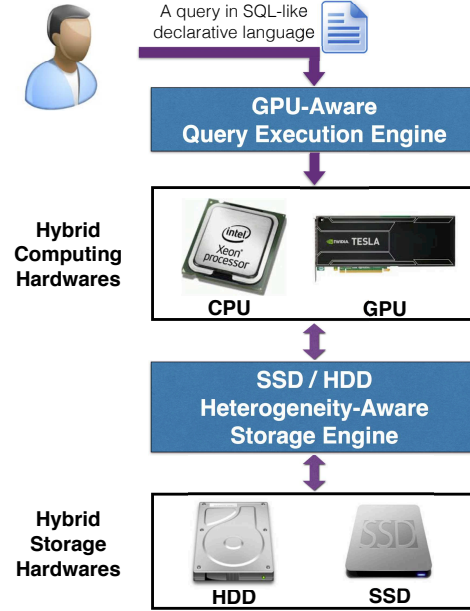 A query in SQL-like
declarative language
GPU-Aware
Query Execution Engine
Hybrid
Computing
Hardwares
intel
Xeon®
processor
NVIDIA TESLA
CPU
GPU
SSD / HDD
Heterogeneity-Aware
Storage Engine
Hybrid
Storage
Hardwares
SSD
HDD
SSD